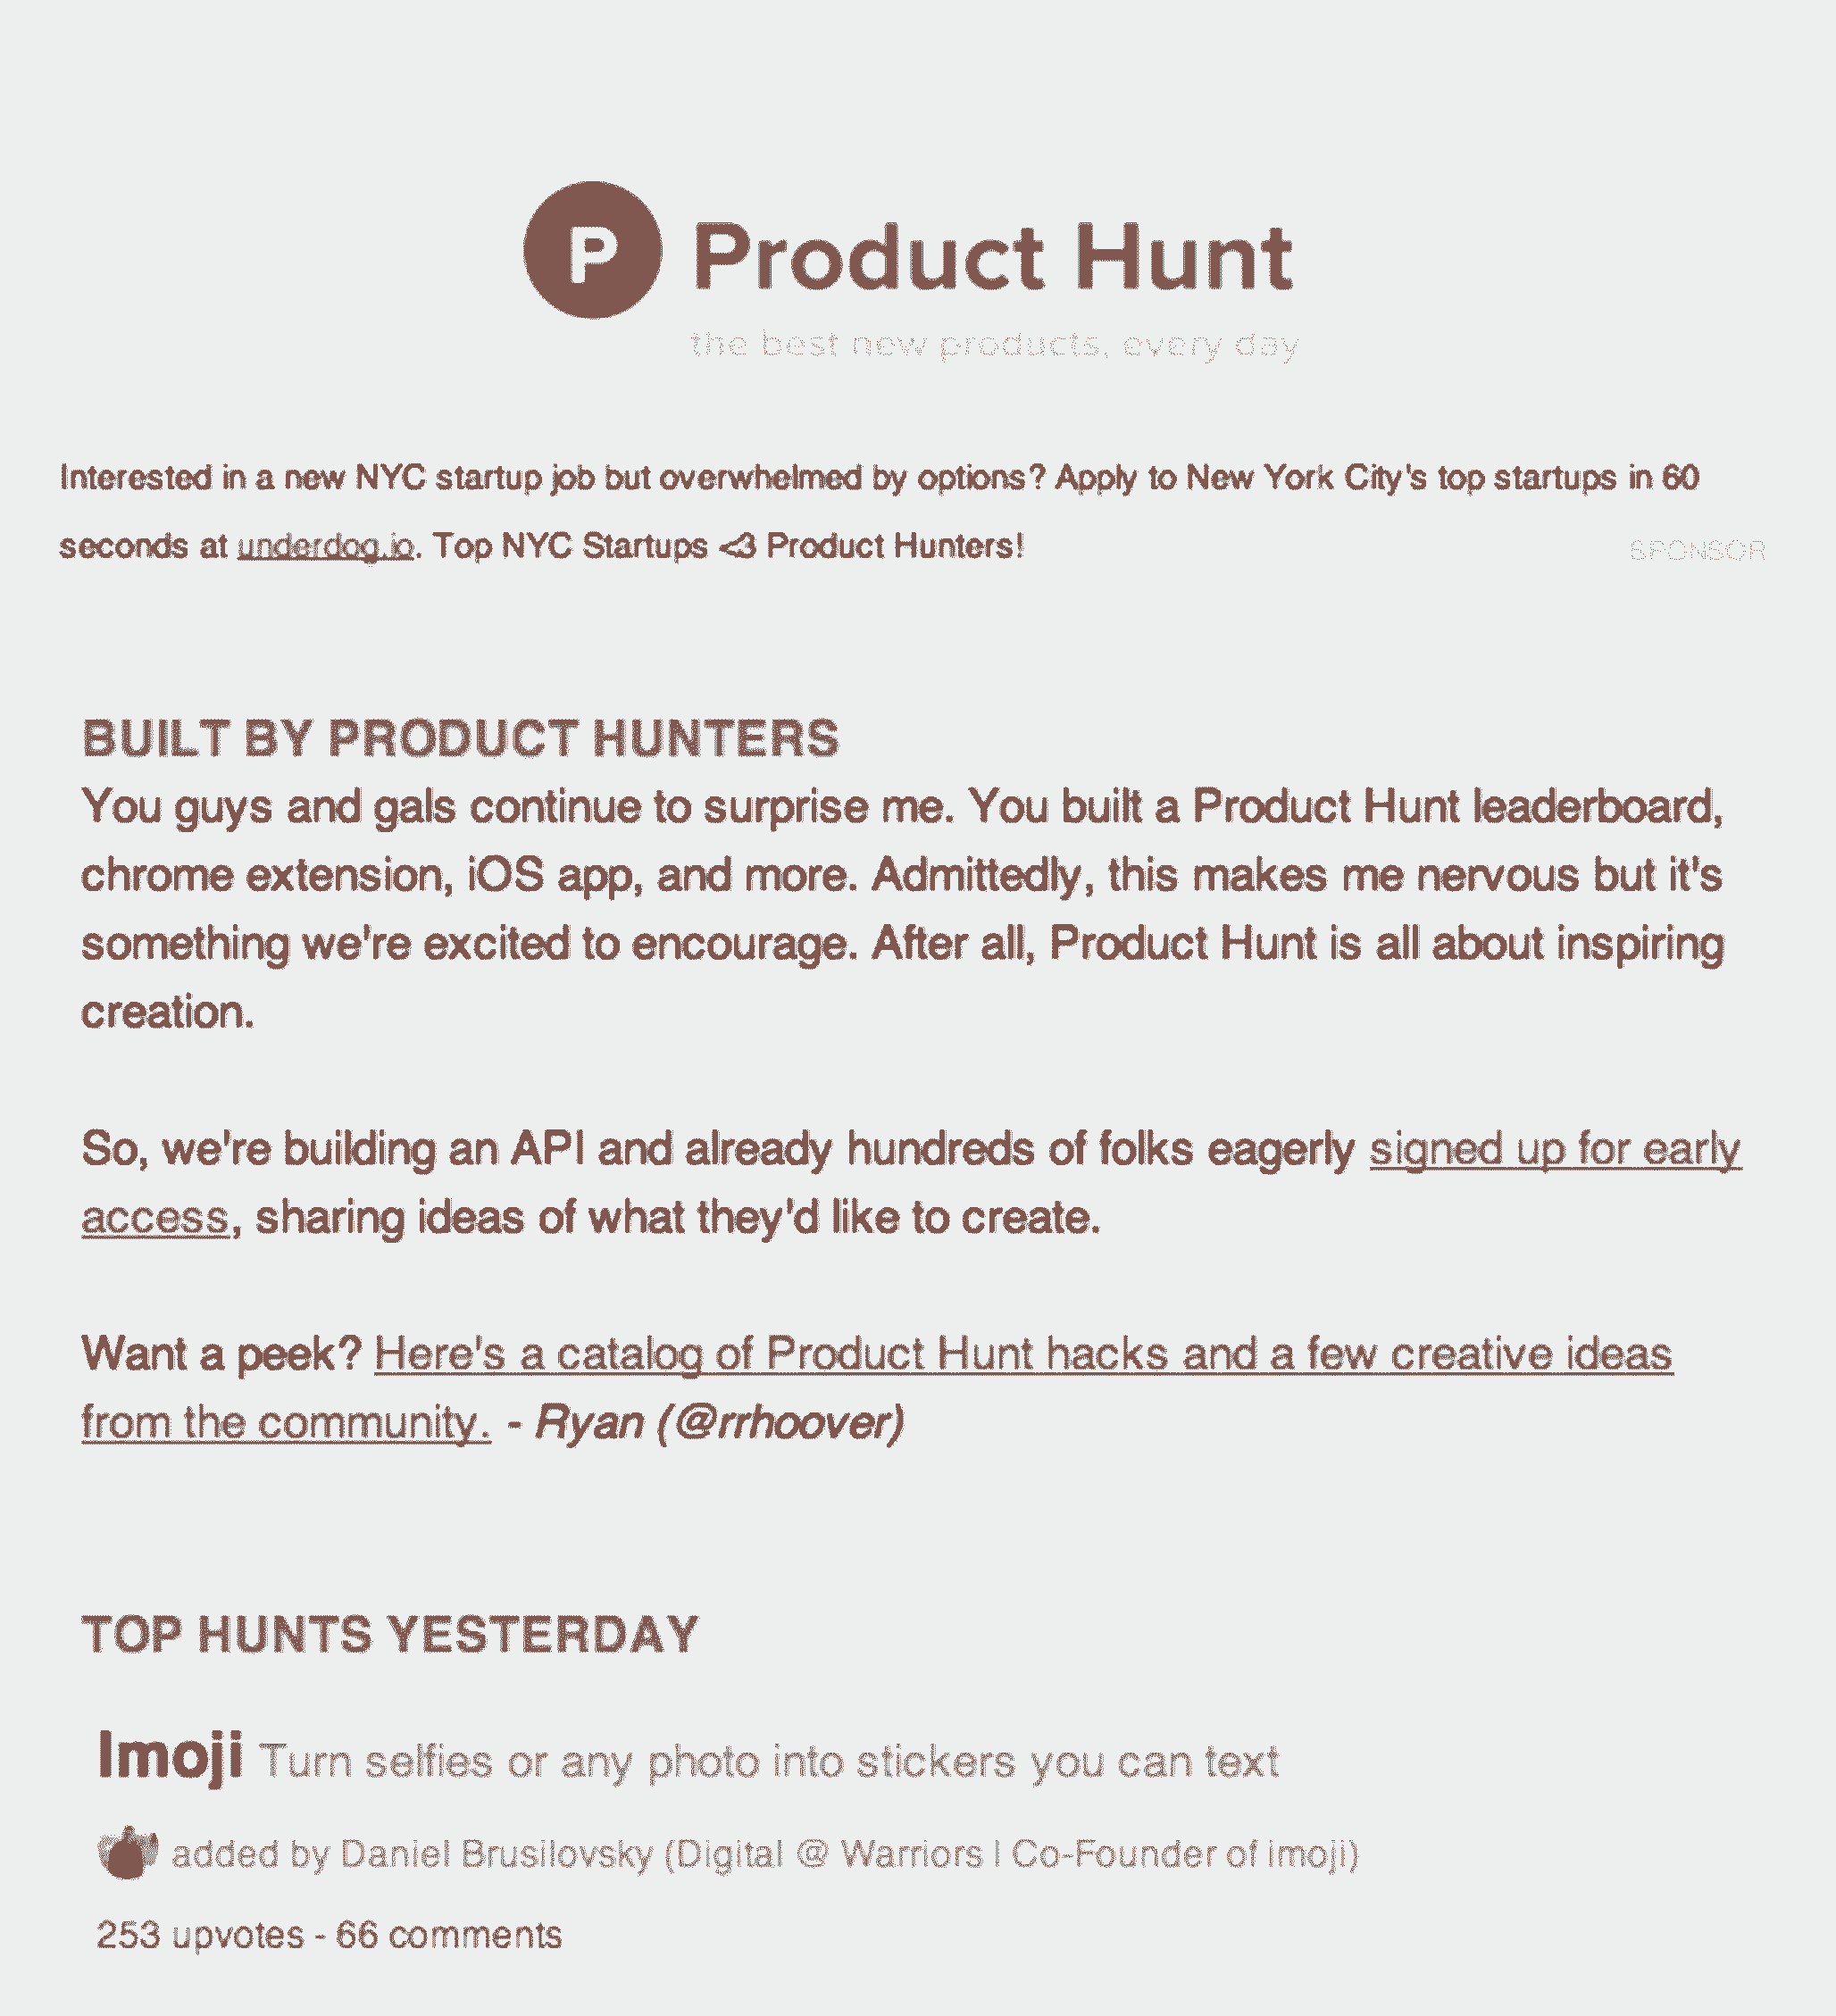 P Product Hunt
the best new products, every day
Interested in a new NYC startup job but overwhelmed by options? Apply to New York City's top startups in 60
seconds at underdog.io. Top NYC Startups <3 Product Hunters!
SPONSOR
BUILT BY PRODUCT HUNTERS
You guys and gals continue to surprise me. You built a Product Hunt leaderboard,
chrome extension, iOS app, and more. Admittedly, this makes me nervous but it's
something we're excited to encourage. After all, Product Hunt is all about inspiring
creation.
So, we're building an API and already hundreds of folks eagerly signed up for early
access, sharing ideas of what they'd like to create.
Want a peek? Here's a catalog of Product Hunt hacks and a few creative ideas
from the community. - Ryan (@rrhoover)
TOP HUNTS YESTERDAY
Imoji Turn selfies or any photo into stickers you can text
added by Daniel Brusilovsky (Digital @ Warriors | Co-Founder of imoji)
253 upvotes - 66 comments